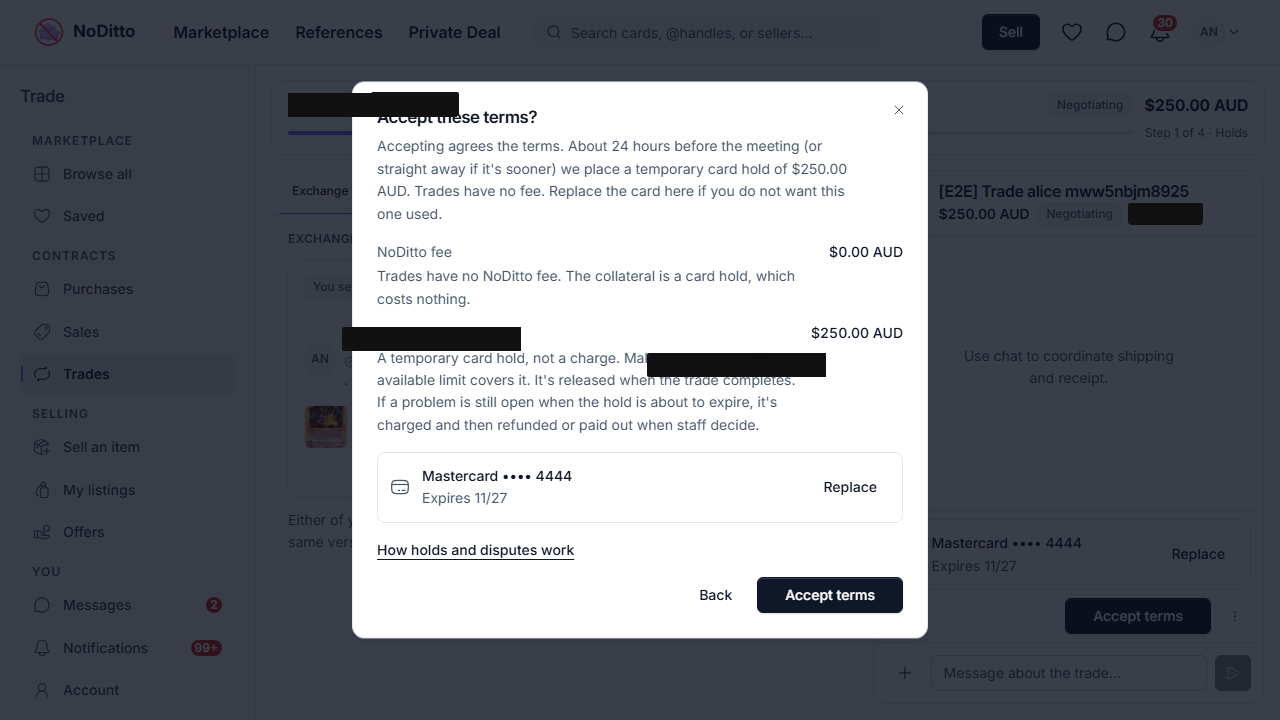 NoDitto
Marketplace
References
Private Deal
Search cards, @handles, or sellers...
Sell
30
AN
Trade
MARKETPLACE
Browse all
Saved
CONTRACTS
Purchases
Sales
Trades
SELLING
Sell an item
My listings
Offers
YOU
Messages
2
Notifications
99+
Account
Negotiating
$250.00 AUD
Step 1 of 4 · Holds
Exchange
EXCHANG
You se
AN
Either of y
same vers
Accept these terms?
Accepting agrees the terms. About 24 hours before the meeting (or
straight away if it's sooner) we place a temporary card hold of $250.00
AUD. Trades have no fee. Replace the card here if you do not want this
one used.
NoDitto fee
$0.00 AUD
Trades have no NoDitto fee. The collateral is a card hold, which
costs nothing.
$250.00 AUD
A temporary card hold, not a charge.
available limit covers it. It's released when the trade completes.
If a problem is still open when the hold is about to expire, it's
charged and then refunded or paid out when staff decide.
Mastercard •••• 4444
Expires 11/27
Replace
How holds and disputes work
Back
Accept terms
[E2E] Trade alice mww5nbjm8925
$250.00 AUD
Negotiating
Use chat to coordinate shipping
and receipt.
Mastercard •••• 4444
Expires 11/27
Replace
Accept terms
Message about the trade...